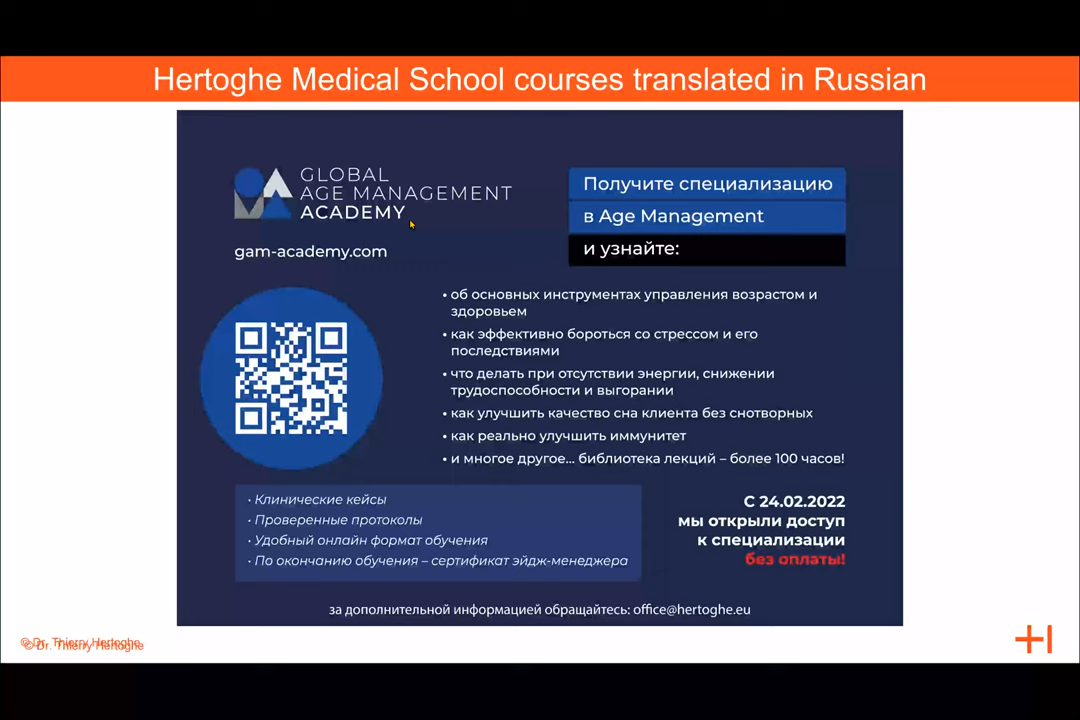 Hertoghe Medical School courses translated in Russian
GLOBAL
AGE MANAGEMENT
ACADEMY
gam-academy.com
Получите специализацию
в Age Management
и узнайте:
• об основных инструментах управления возрастом и
здоровьем
• как эффективно бороться со стрессом и его
последствиями
• что делать при отсутствии энергии, снижении
трудоспособности и выгорании
• как улучшить качество сна клиента без снотворных
• как реально улучшить иммунитет
• и многое другое... библиотека лекций – более 100 часов!
· Клинические кейсы
· Проверенные протоколы
· Удобный онлайн формат обучения
· По окончанию обучения – сертификат эйдж-менеджера
С 24.02.2022
мы открыли доступ
к специализации
без оплаты!
за дополнительной информацией обращайтесь: office@hertoghe.eu
© Dr. Thierry Hertoghe
© Dr. Thierry Hertoghe